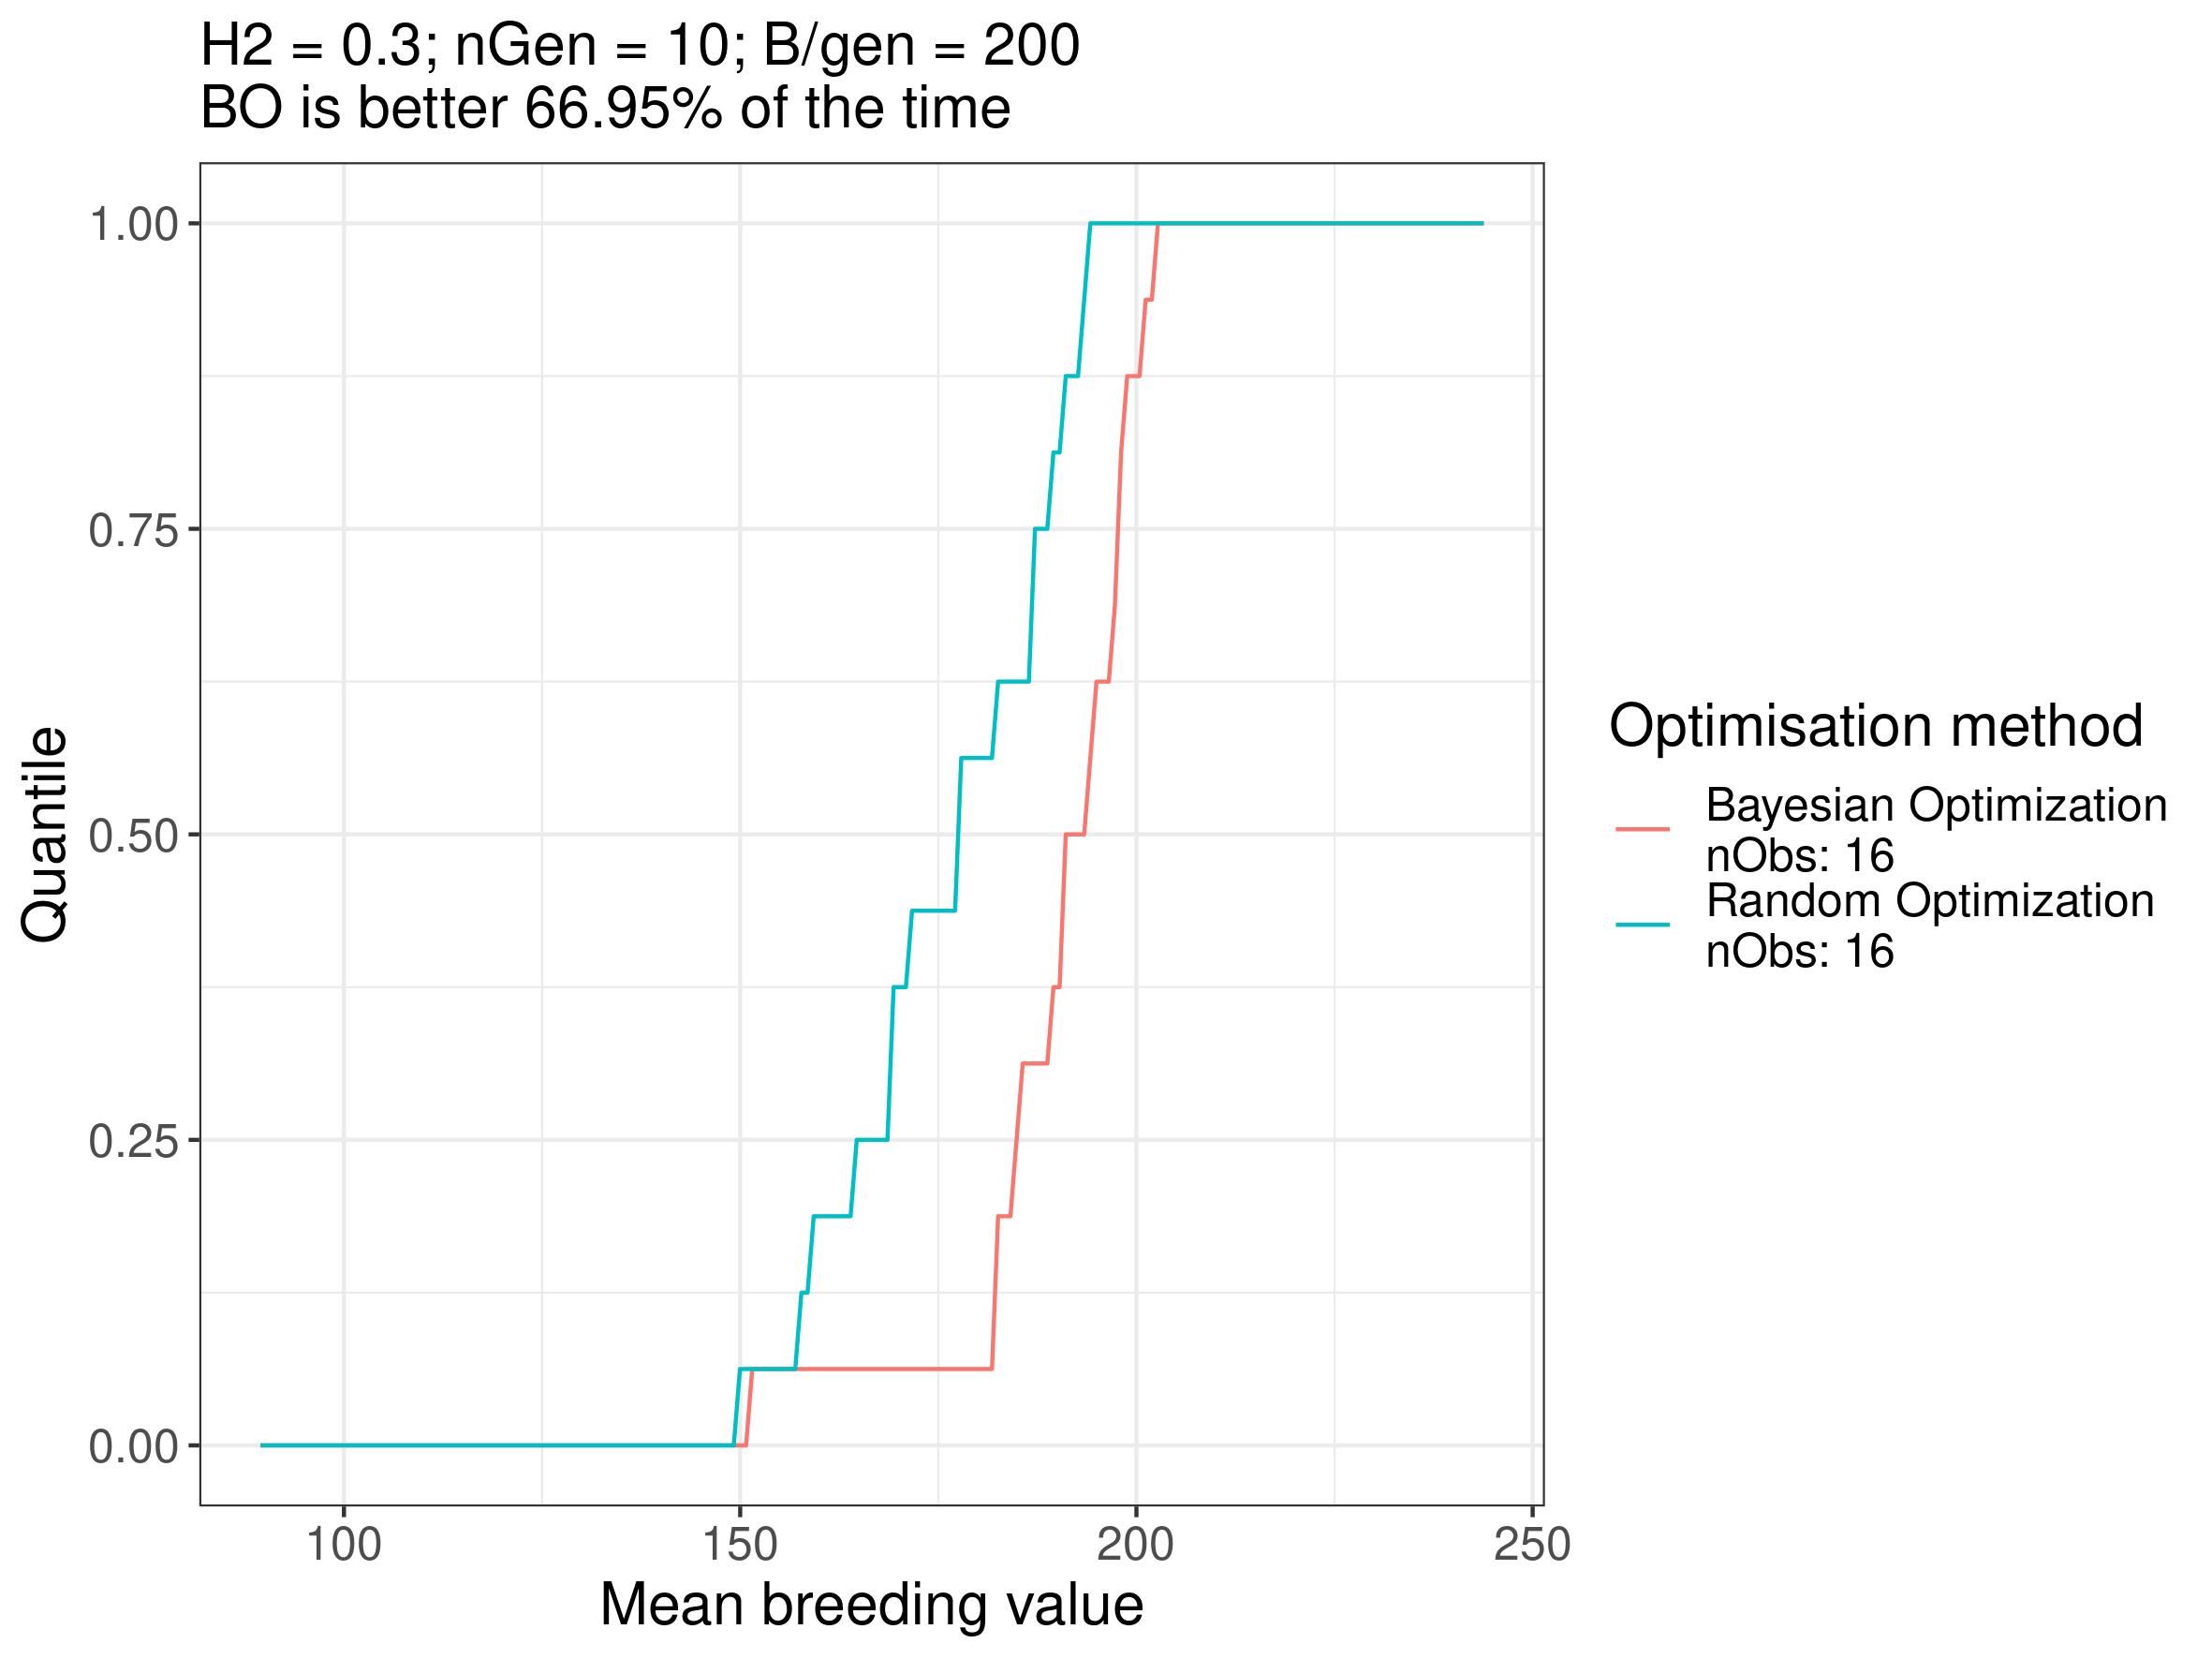 H2 = 0.3; nGen = 10; B/gen = 200
BO is better 66.95% of the time
Quantile
1.00
0.75
0.50
0.25
0.00
100
150
200
250
Mean breeding value
Optimisation method
Bayesian Optimization
nObs: 16
Random Optimization
nObs: 16